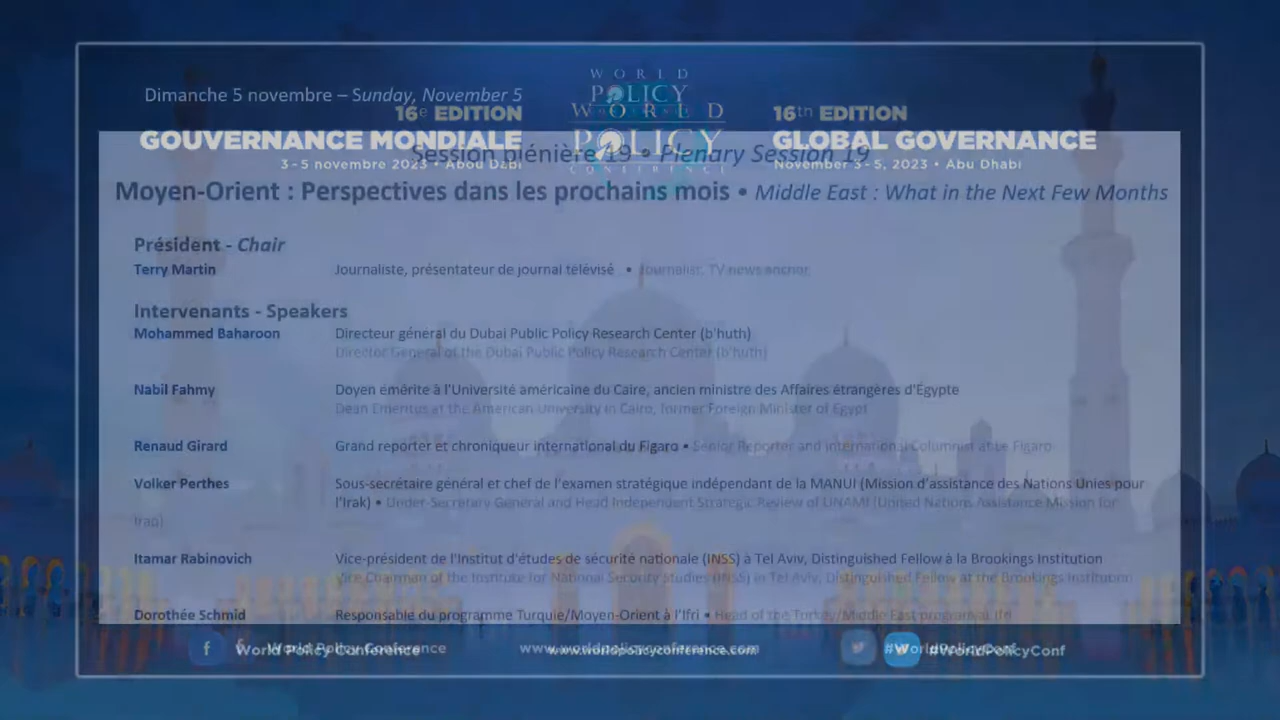 Dimanche 5 novembre – Sunday, November 5
WORLD
POLICY
16e EDITION
GOUVERNANCE MONDIALE
3 - 5 novembre 2023 • Abou Dabi
WORLD
POLICY
CONFERENCE
16th EDITION
GLOBAL GOVERNANCE
November 3 - 5, 2023 • Abu Dhabi
Session plénière 19 • Plenary Session 19
Moyen-Orient : Perspectives dans les prochains mois • Middle East : What in the Next Few Months
Président - Chair
Terry Martin Journaliste, présentateur de journal télévisé • Journalist, TV news anchor
Intervenants - Speakers
Mohammed Baharoon Directeur général du Dubai Public Policy Research Center (b'huth)
Director General of the Dubai Public Policy Research Center (b'huth)
Nabil Fahmy Doyen émérite à l'Université américaine du Caire, ancien ministre des Affaires étrangères d'Egypte
Dean Emeritus at the American University in Cairo, former Foreign Minister of Egypt
Renaud Girard Grand reporter et chroniqueur international du Figaro • Senior Reporter and international Columnist at Le Figaro
Volker Perthes Sous-secrétaire général et chef de l'examen stratégique indépendant de la MANUI (Mission d'assistance des Nations Unies pour
l'Irak) • Under-Secretary General and Head Independent Strategic Review of UNAMI (United Nations Assistance Mission for
Iraq)
Itamar Rabinovich Vice-président de l'Institut d'études de sécurité nationale (INSS) à Tel Aviv, Distinguished Fellow à la Brookings Institution
Vice Chairman of the Institute for National Security Studies (INSS) in Tel Aviv, Distinguished Fellow at the Brookings Institution
Dorothée Schmid Responsable du programme Turquie/Moyen-Orient à l'Ifri • Head of the Turkey/Middle East program at Ifri
World Policy Conference World Policy Conference www.worldpolicyconference.com www.worldpolicyconference.com #WorldPolicyConf #WorldPolicyConf